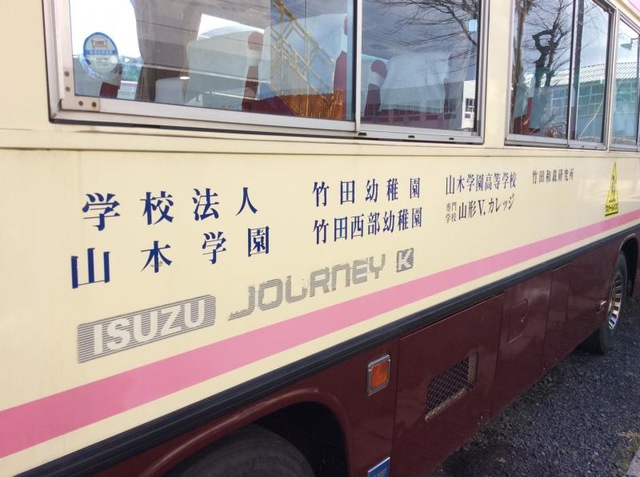 学校法人
山本学園
竹田幼稚園
竹田西部幼稚園
山本学園高等学校
専門学校 山形V.カレッジ
竹田和裁研究所
ISUZU JOURNEY K